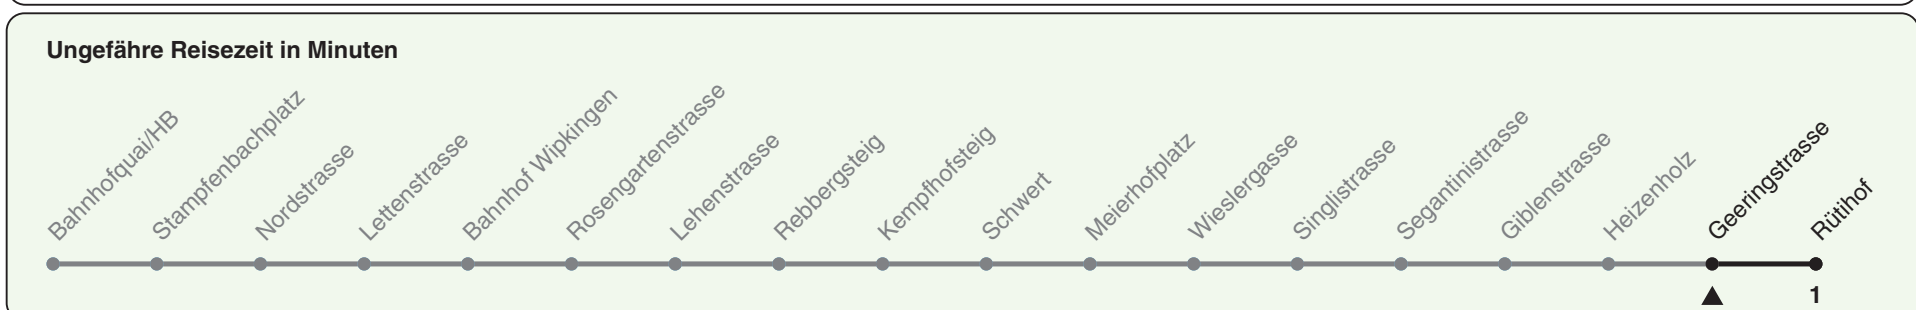 Ungefähre Reisezeit in Minuten
Bahnhofquai/HB
Stampfenbachplatz
Nordstrasse
Lettenstrasse
Bahnhof Wipkingen
Rosengartenstrasse
Lehenstrasse
Rebbergsteig
Kempfhofsteig
Schwert
Meierhofplatz
Wieslergasse
Singlistrasse
Segantinistrasse
Giblenstrasse
Heizenholz
Geeringstrasse
Rütihof
1